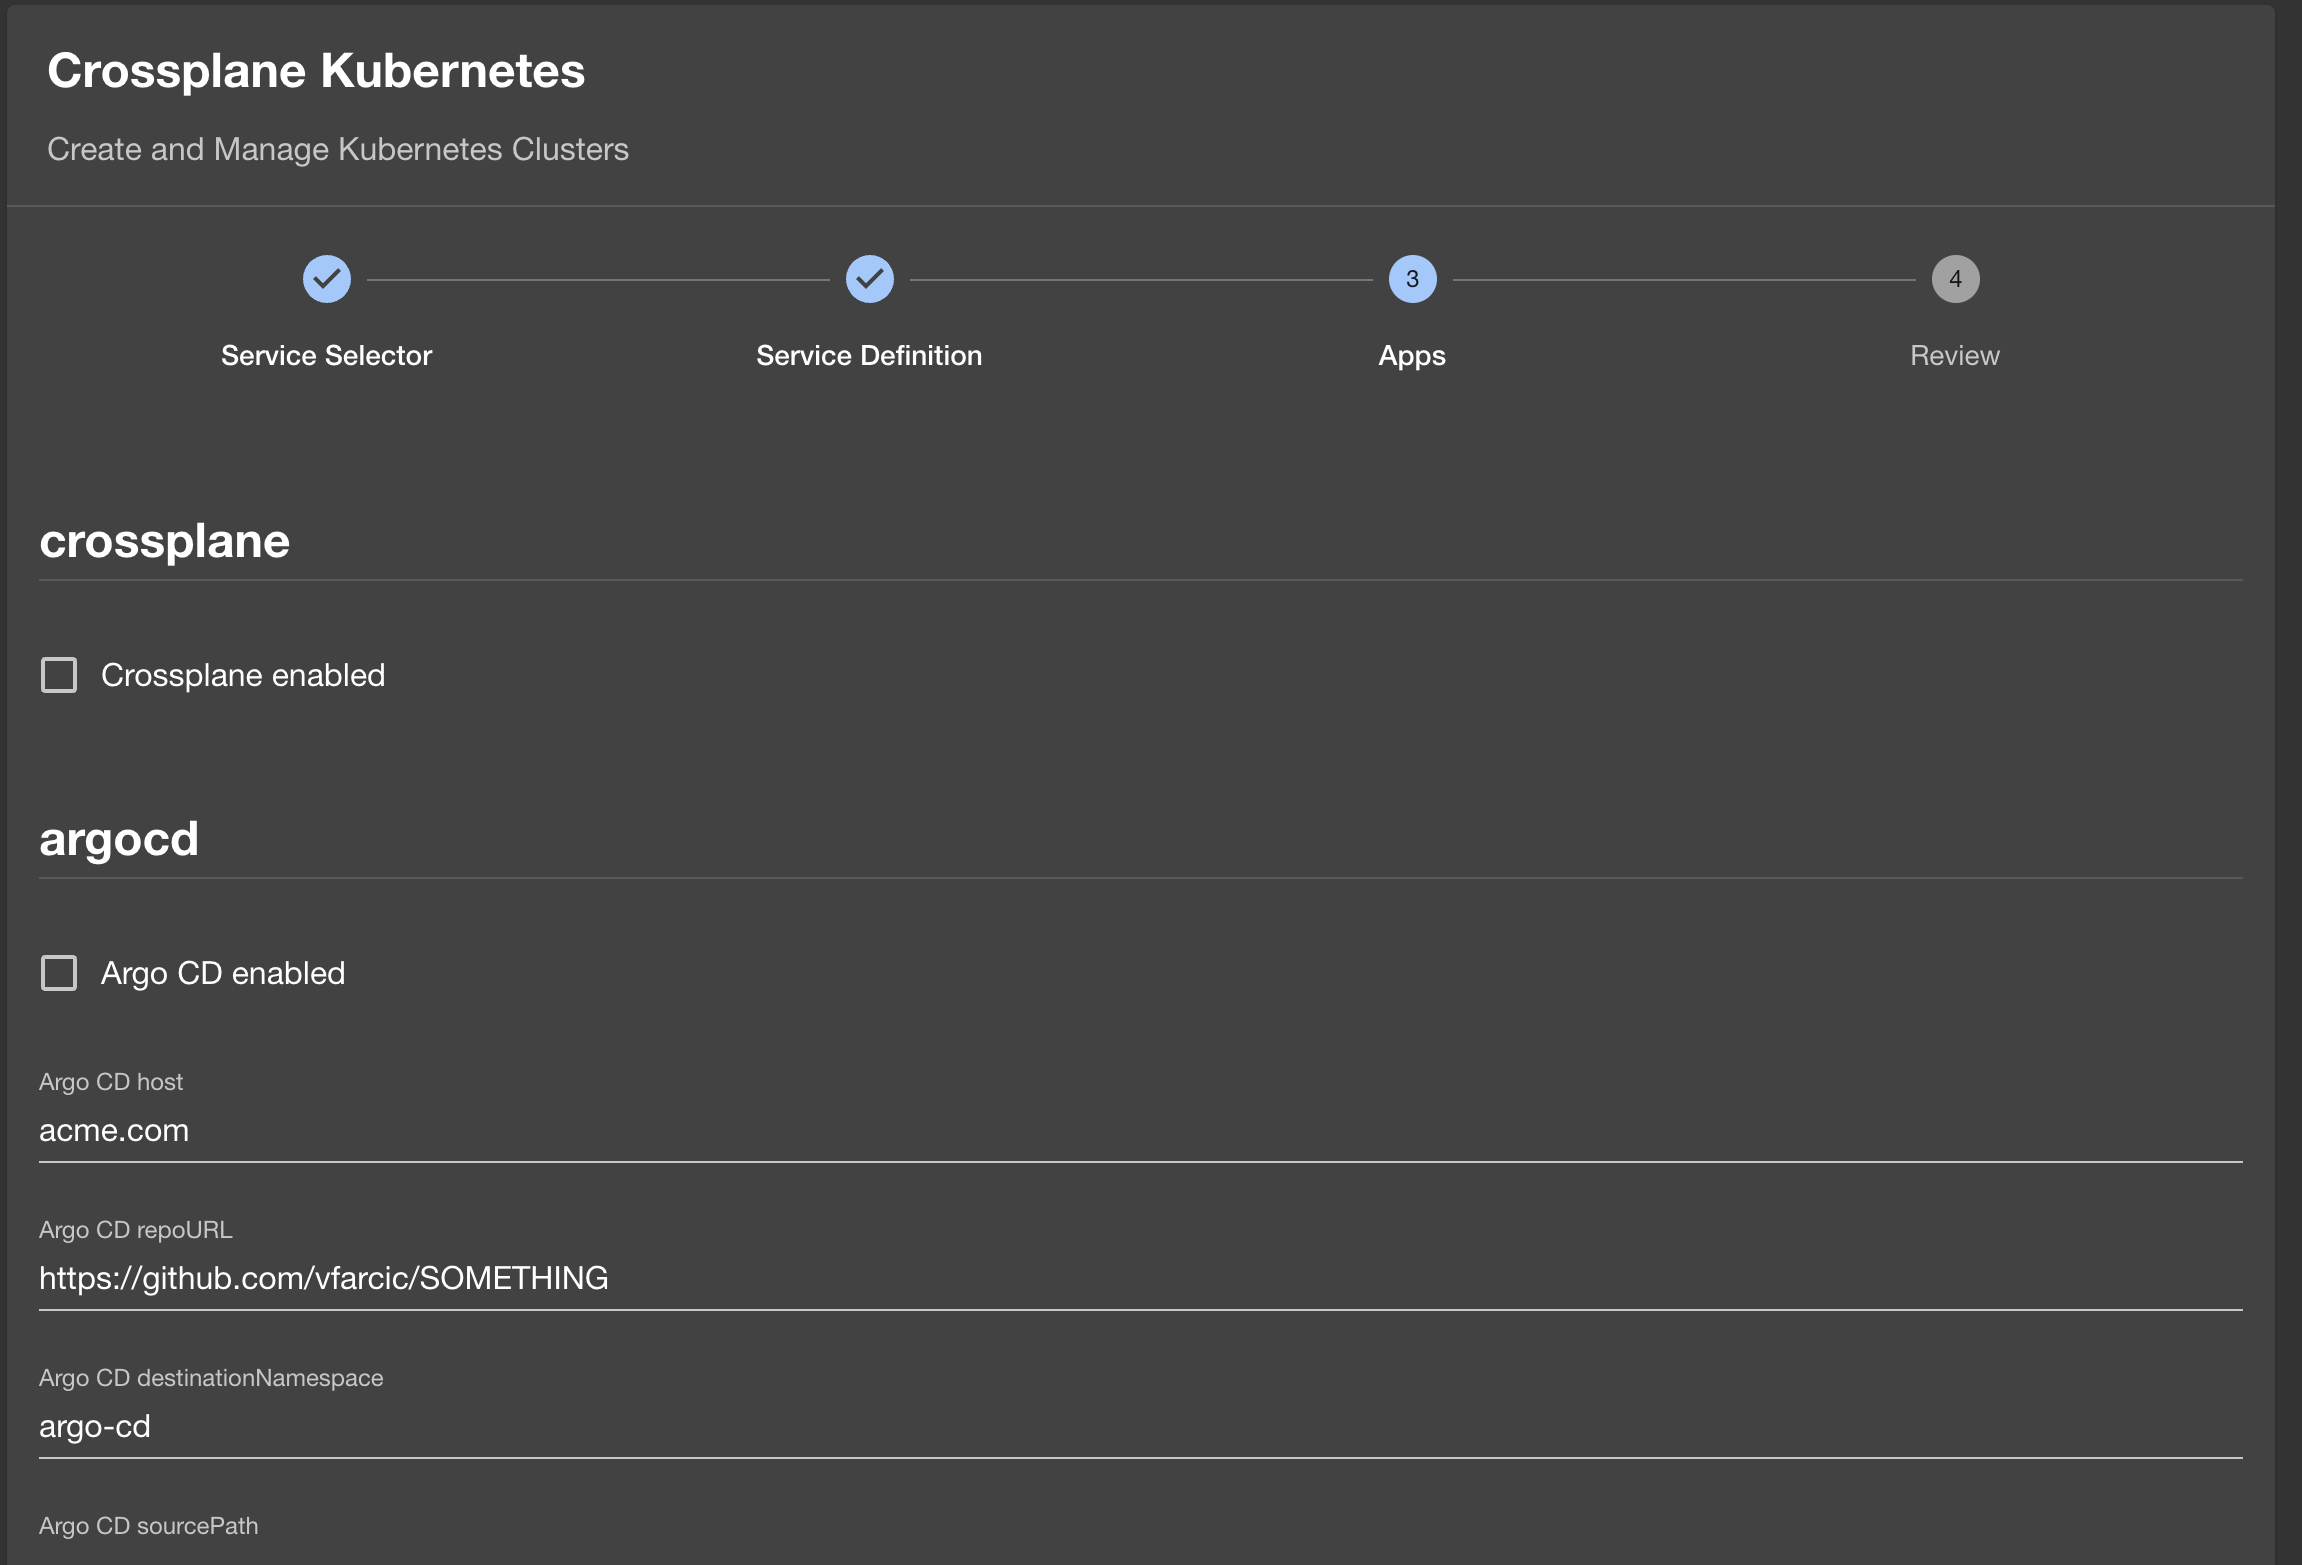 Crossplane Kubernetes
Create and Manage Kubernetes Clusters
3
4
Service Selector
Service Definition
Apps
Review
crossplane
Crossplane enabled
argocd
Argo CD enabled
Argo CD host
acme.com
Argo CD repoURL
https://github.com/vfarcic/SOMETHING
Argo CD destinationNamespace
argo-cd
Argo CD sourcePath